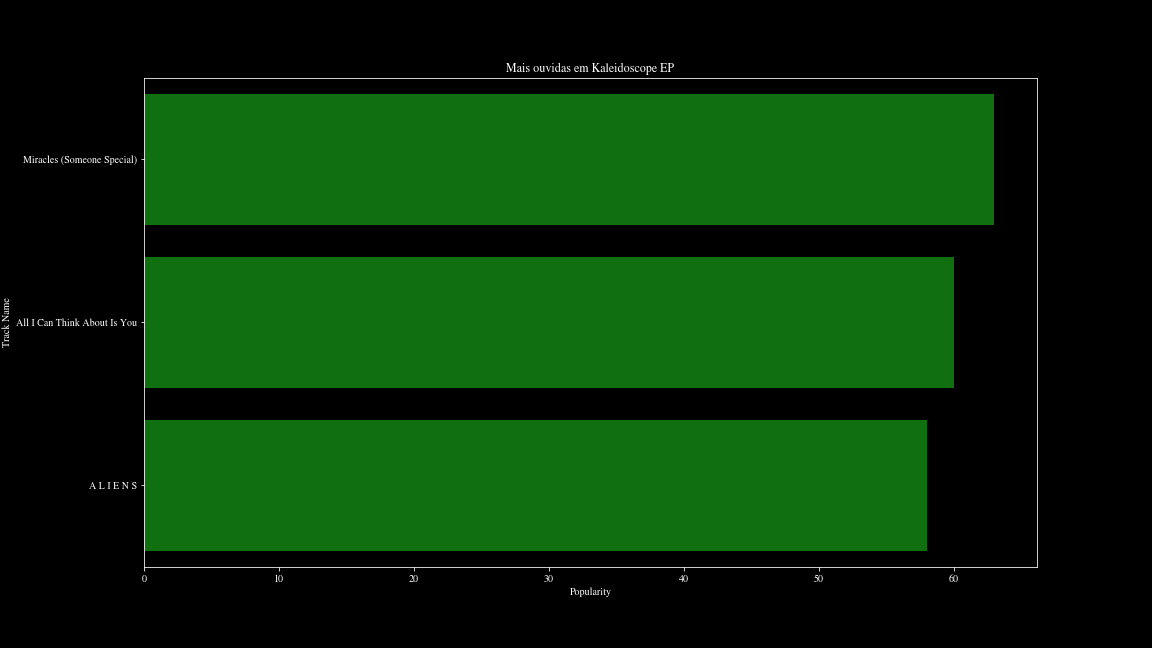 Mais ouvidas em Kaleidoscope EP
Track Name
Miracles (Someone Special)
All I Can Think About Is You
A L I E N S
0 10 20 30 40 50 60
Popularity